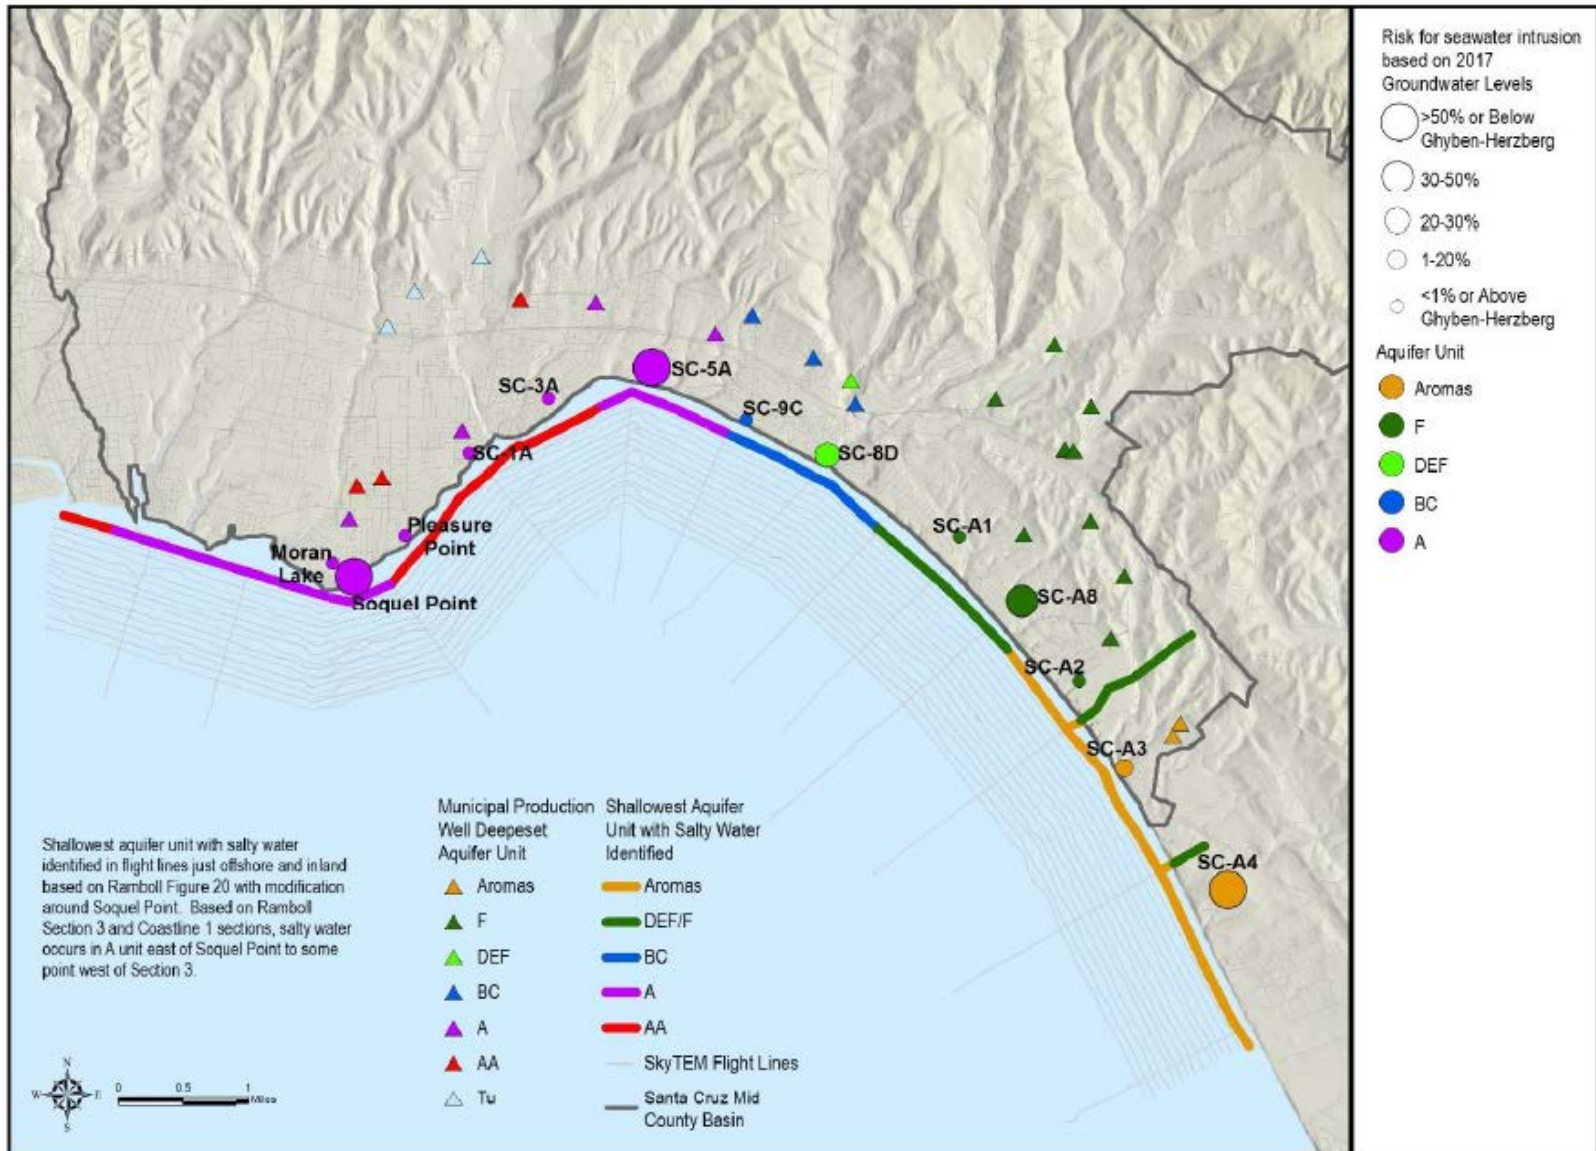 SC-5A
SC-3A
SC-9C
SC-1A
SC-8D
Pleasure
Point
SC-A1
Moran
Lake
Soquel Point
SC-A8
SC-A2
SC-A3
SC-A4
Shallowest aquifer unit with salty water
identified in flight lines just offshore and inland
based on Ramboll Figure 20 with modification
around Soquel Point. Based on Ramboll
Section 3 and Coastline 1 sections, salty water
occurs in A unit east of Soquel Point to some
point west of Section 3.
N
W E
S
0 0.5 1
Miles
Municipal Production
Well Deepeset
Aquifer Unit
Aromas
F
DEF
BC
A
AA
Tu
Shallowest Aquifer
Unit with Salty Water
Identified
Aromas
DEF/F
BC
A
AA
SkyTEM Flight Lines
Santa Cruz Mid
County Basin
Risk for seawater intrusion
based on 2017
Groundwater Levels
>50% or Below
Ghyben-Herzberg
30-50%
20-30%
1-20%
<1% or Above
Ghyben-Herzberg
Aquifer Unit
Aromas
F
DEF
BC
A